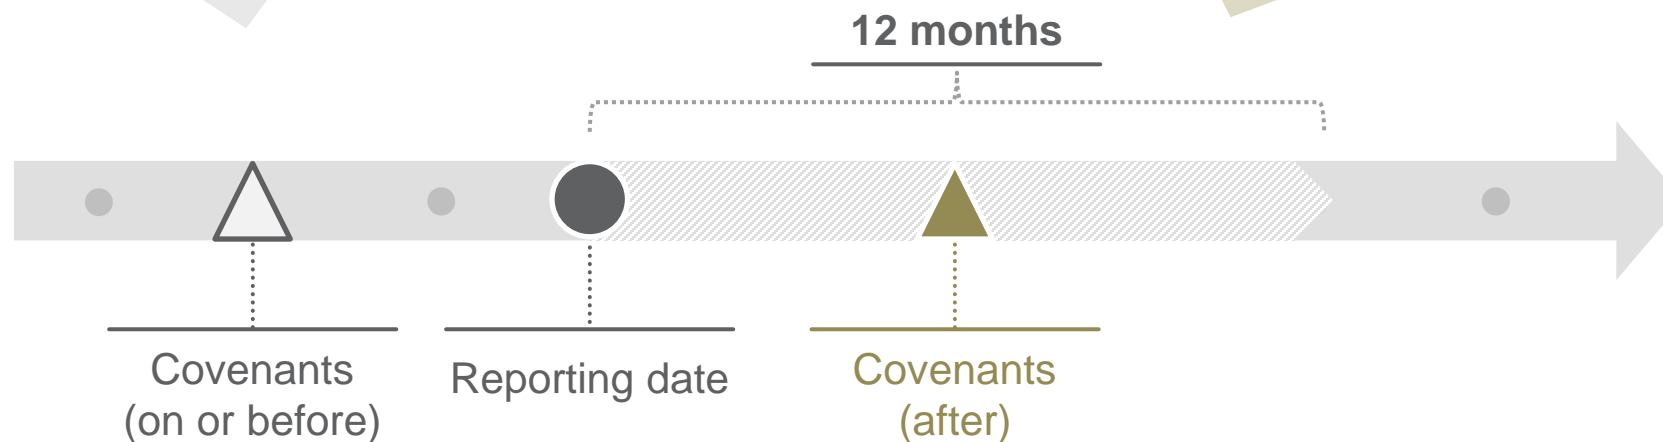 12 months
Covenants
(on or before)
Reporting date
Covenants
(after)